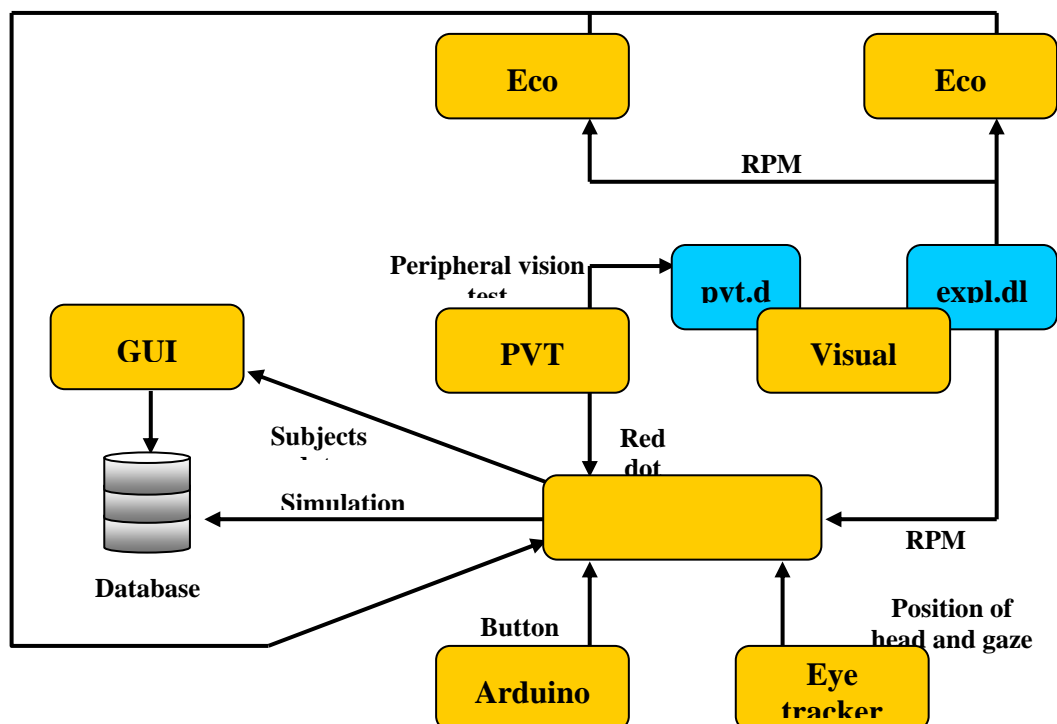 Eco
Eco
RPM
Peripheral vision
test
pvt.d
expl.dl
GUI
PVT
Visual
Subjects
Red
dot
Simulation
RPM
Database
Position of
head and gaze
Button
Arduino
Eye
tracker